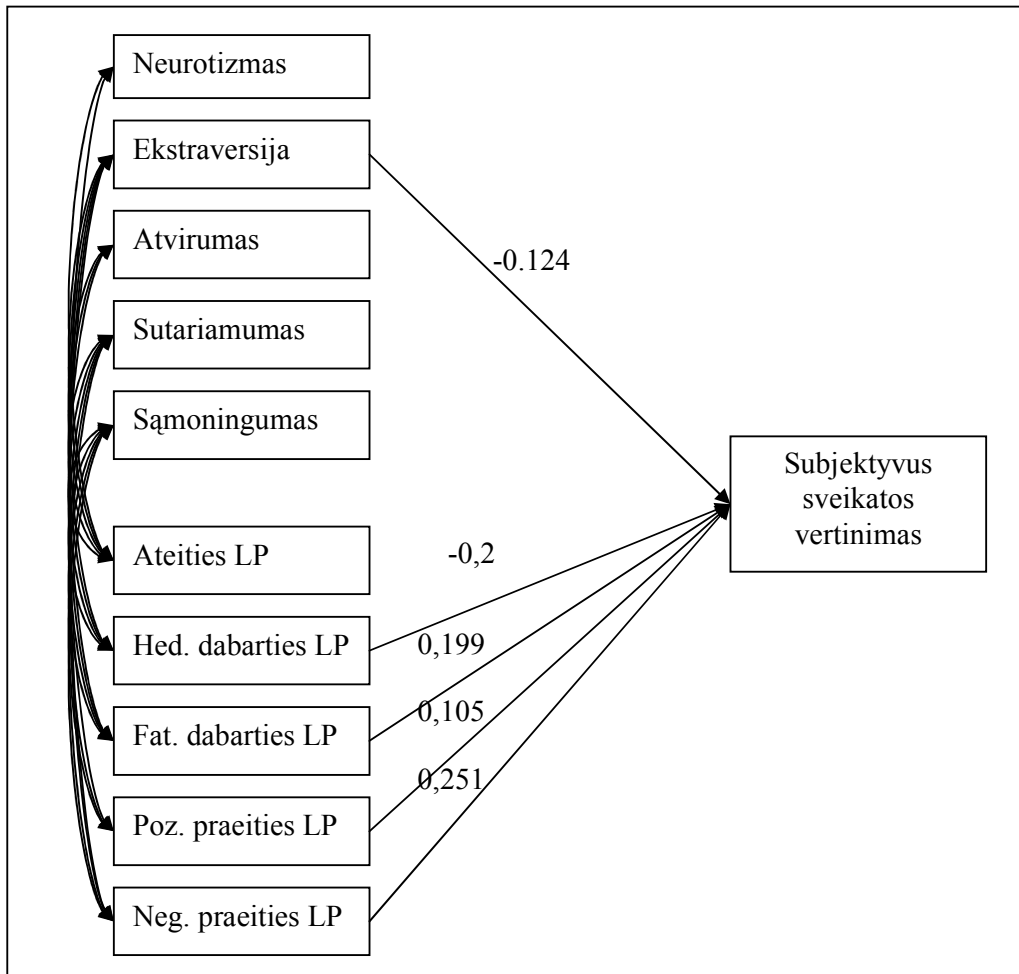 Neurotizmas
Ekstraversija
Atvirumas
-0.124
Sutariamumas
Sąmoningumas
Subjektyvus
sveikatos
vertinimas
Ateities LP
-0,2
Hed. dabarties LP
0,199
Fat. dabarties LP
0,105
0,251
Poz. praeities LP
Neg. praeities LP